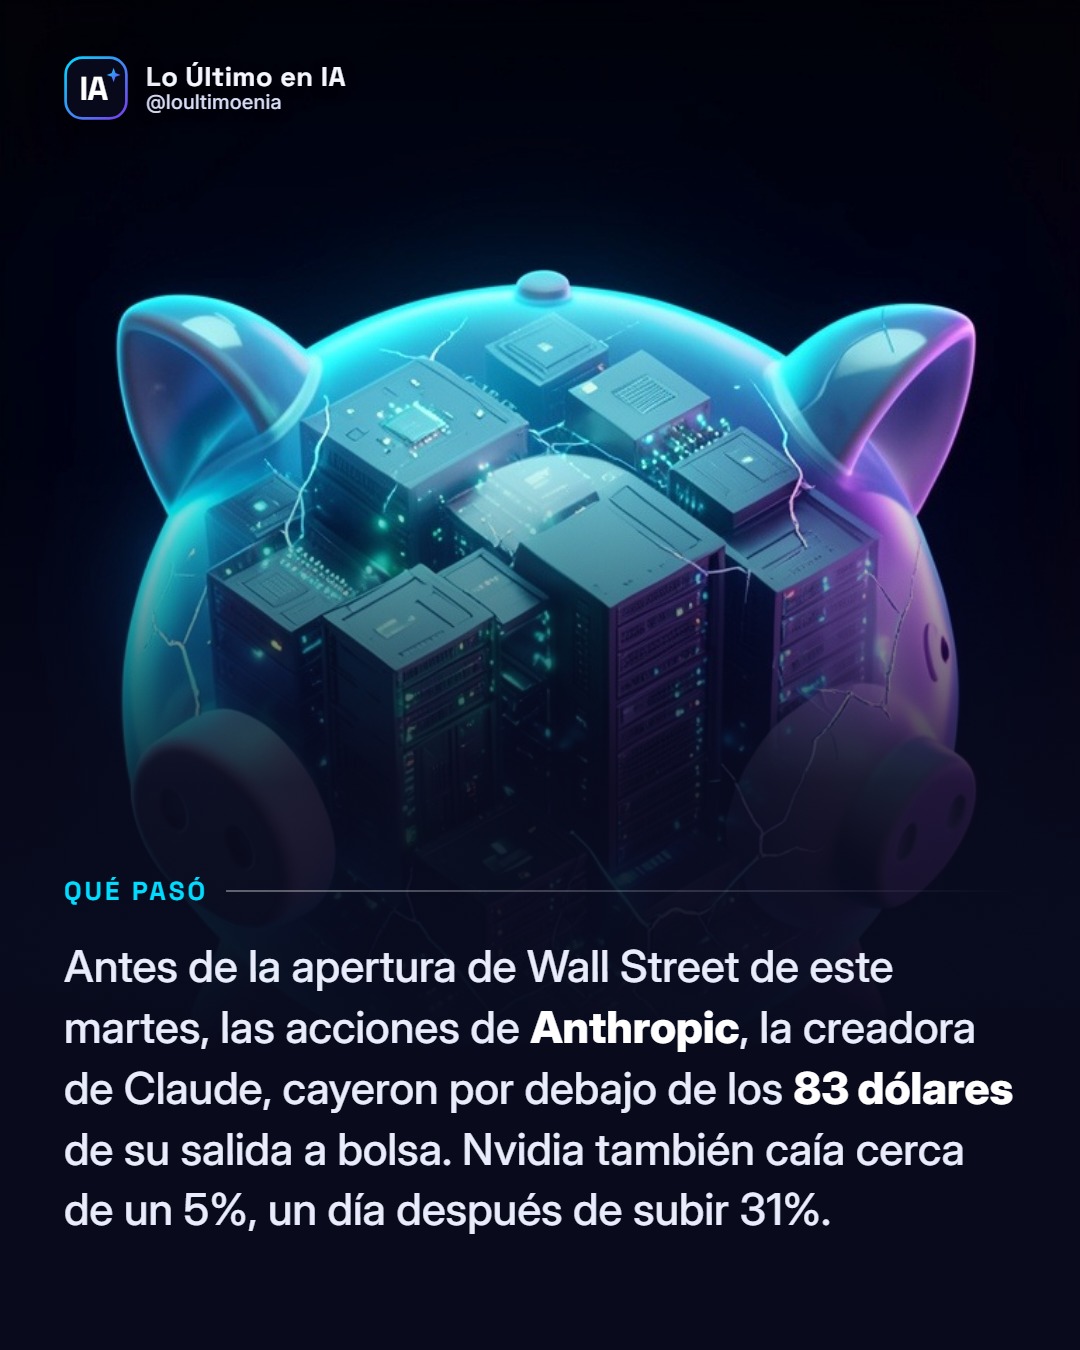 IA
Lo Último en IA
@loultimoenia
QUÉ PASÓ
Antes de la apertura de Wall Street de este
martes, las acciones de Anthropic, la creadora
de Claude, cayeron por debajo de los 83 dólares
de su salida a bolsa. Nvidia también caía cerca
de un 5%, un día después de subir 31%.